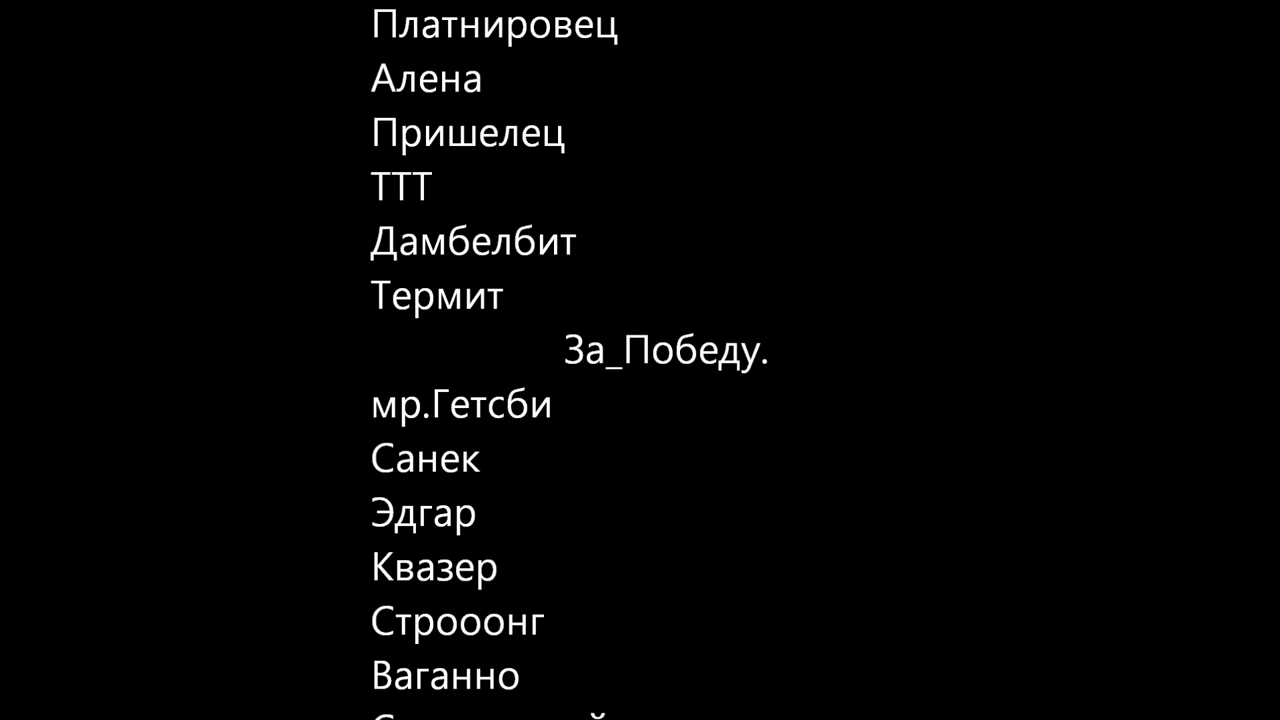 Платнировец
Алена
Пришелец
ТТТ
Дамбелбит
Термит
За_Победу.
мр.Гетсби
Санек
Эдгар
Квазер
Строоонг
Ваганно